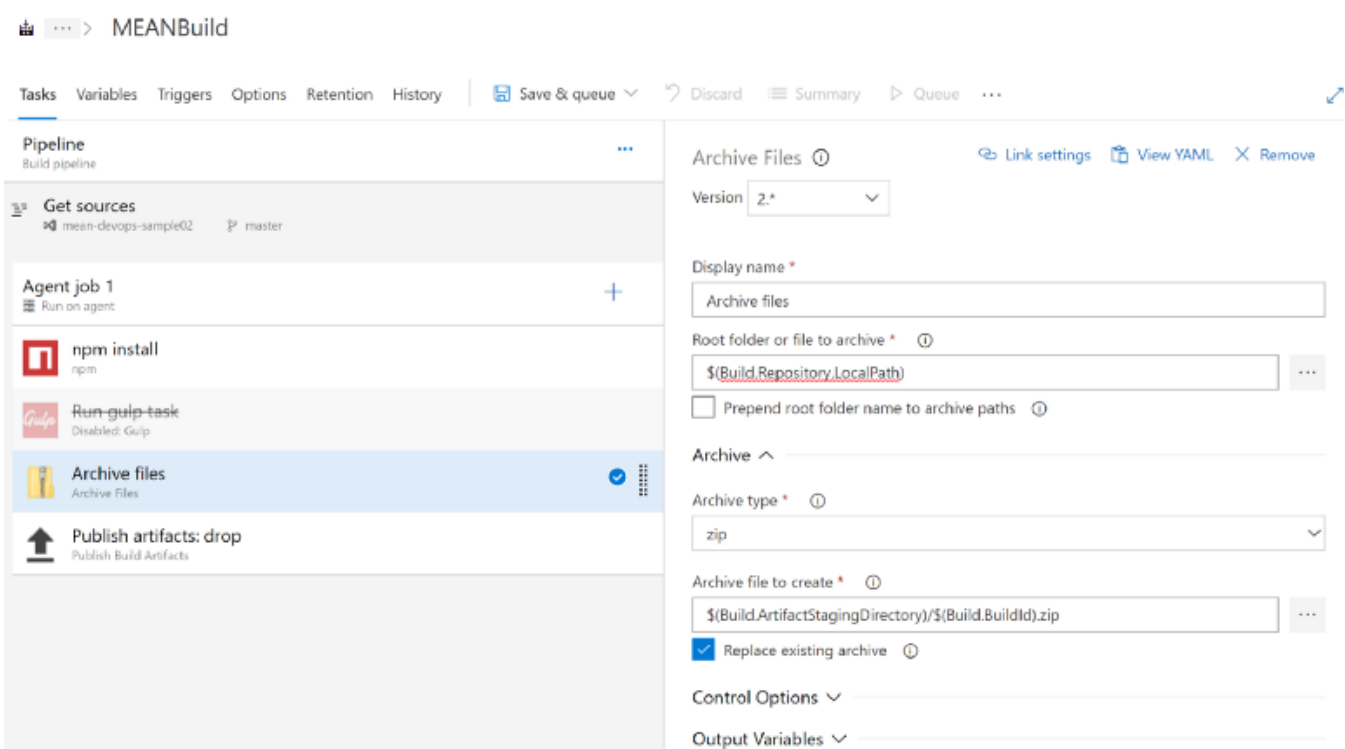 ··· > MEANBuild
Tasks Variables Triggers Options Retention History Save & queue Discard Summary Queue ···
Pipeline
Build pipeline
Get sources
mean-devops-sample02 master
Agent job 1
Run on agent
npm install
npm
Gulp
Run gulp task
Disabled: Gulp
Archive files
Archive Files
Publish artifacts: drop
Publish Build Artifacts
Archive Files Link settings View YAML Remove
Version 2.*
Display name *
Archive files
Root folder or file to archive *
$(Build.Repository.LocalPath) ···
Prepend root folder name to archive paths
Archive
Archive type *
zip
Archive file to create *
$(Build.ArtifactStagingDirectory)/$(Build.BuildId).zip ···
Replace existing archive
Control Options
Output Variables